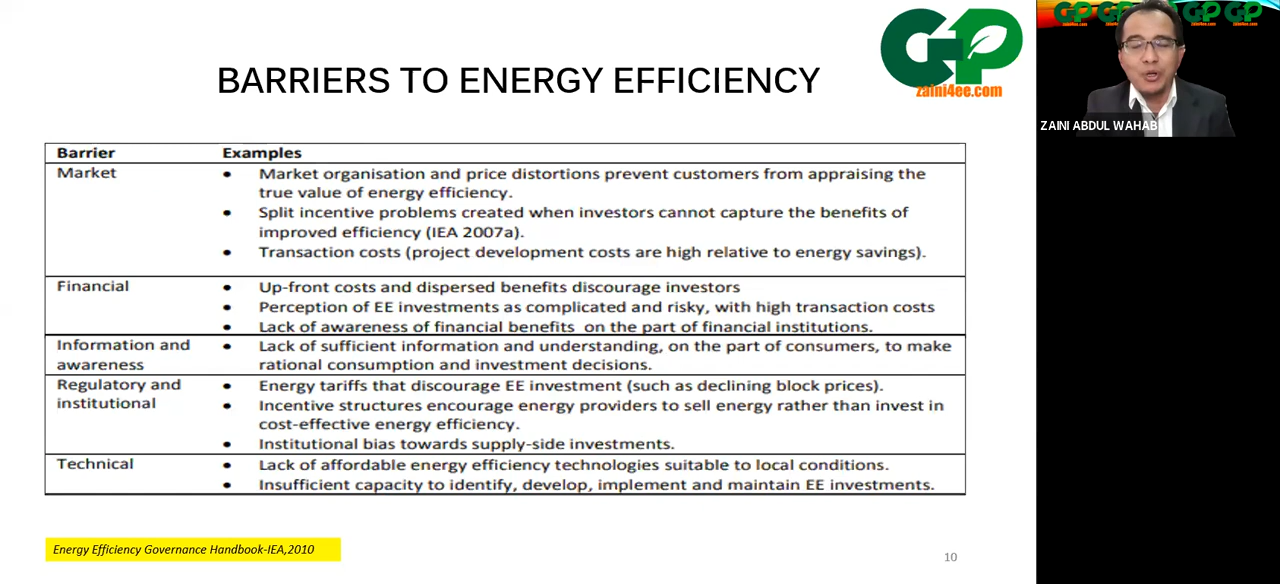 GP
zaini4ee.com
BARRIERS TO ENERGY EFFICIENCY
Barrier Examples
Market
• Market organisation and price distortions prevent customers from appraising the
true value of energy efficiency.
• Split incentive problems created when investors cannot capture the benefits of
improved efficiency (IEA 2007a).
• Transaction costs (project development costs are high relative to energy savings).
Financial
• Up-front costs and dispersed benefits discourage investors
• Perception of EE investments as complicated and risky, with high transaction costs
• Lack of awareness of financial benefits on the part of financial institutions.
Information and
awareness
• Lack of sufficient information and understanding, on the part of consumers, to make
rational consumption and investment decisions.
Regulatory and
institutional
• Energy tariffs that discourage EE investment (such as declining block prices).
• Incentive structures encourage energy providers to sell energy rather than invest in
cost-effective energy efficiency.
• Institutional bias towards supply-side investments.
Technical
• Lack of affordable energy efficiency technologies suitable to local conditions.
• Insufficient capacity to identify, develop, implement and maintain EE investments.
Energy Efficiency Governance Handbook-IEA,2010
10
GP GP GP GP
ZAINI ABDUL WAHAB